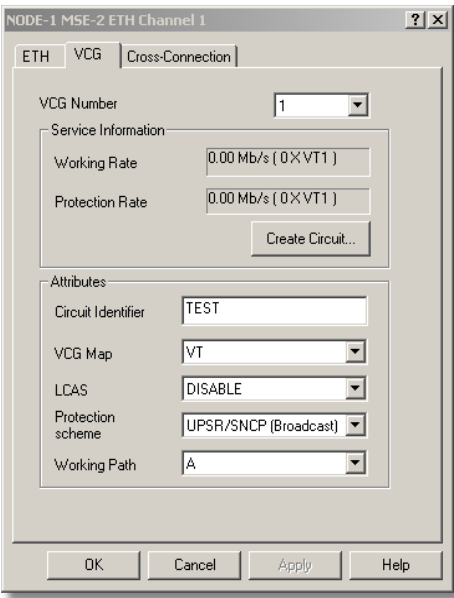 NODE-1 MSE-2 ETH Channel 1
ETH VCG Cross-Connection
VCG Number 1
Service Information
Working Rate 0.00 Mb/s ( 0 X VT1 )
Protection Rate 0.00 Mb/s ( 0 X VT1 )
Create Circuit...
Attributes
Circuit Identifier TEST
VCG Map VT
LCAS DISABLE
Protection
scheme UPSR/SNCP (Broadcast)
Working Path A
OK Cancel Apply Help